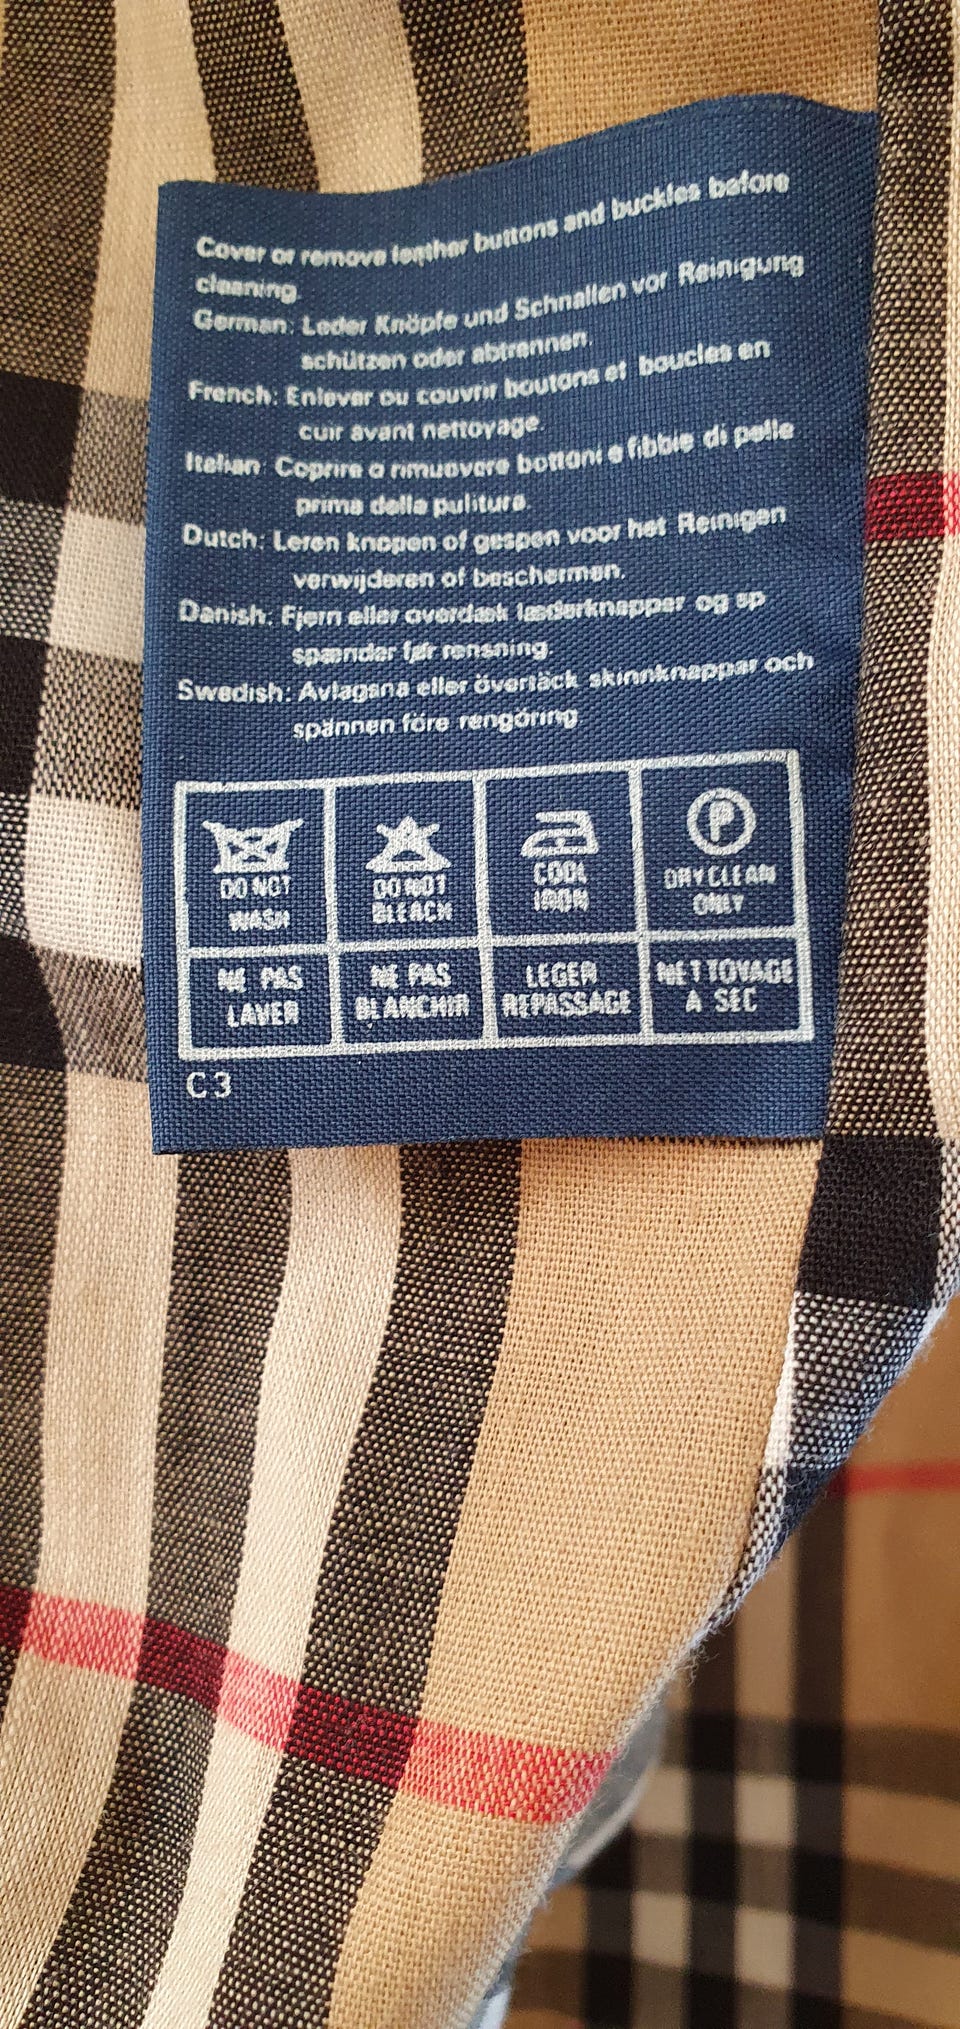 Cover or remove leather buttons and buckles before
cleaning.
German: Leder Knöpfe und Schnallen vor Reinigung
schützen oder abtrennen.
French: Enlever ou couvrir boutons et boucles en
cuir avant nettoyage.
Italian: Coprire o rimuovere bottoni e fibbie di pelle
prima della pulitura.
Dutch: Leren knopen of gespen voor het Reinigen
verwijderen of beschermen.
Danish: Fjern eller overdæk læderknapper og sp
spænder før rensning.
Swedish: Avlagsna eller övertäck skinnknappar och
spännen före rengöring
DO NOT WASH
DO NOT BLEACH
COOL IRON
P
DRY CLEAN ONLY
NE PAS LAVER
NE PAS BLANCHIR
LEGER REPASSAGE
NETTOYAGE A SEC
C3